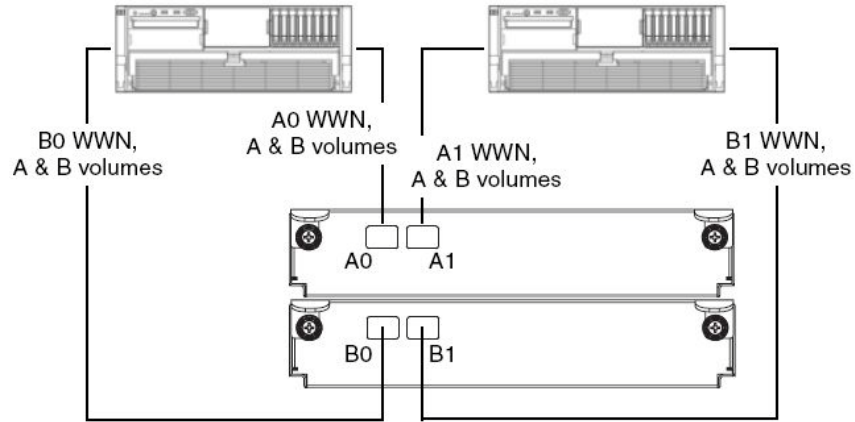 B0 WWN,
A & B volumes
A0 WWN,
A & B volumes
A1 WWN,
A & B volumes
B1 WWN,
A & B volumes
A0
A1
B0
B1